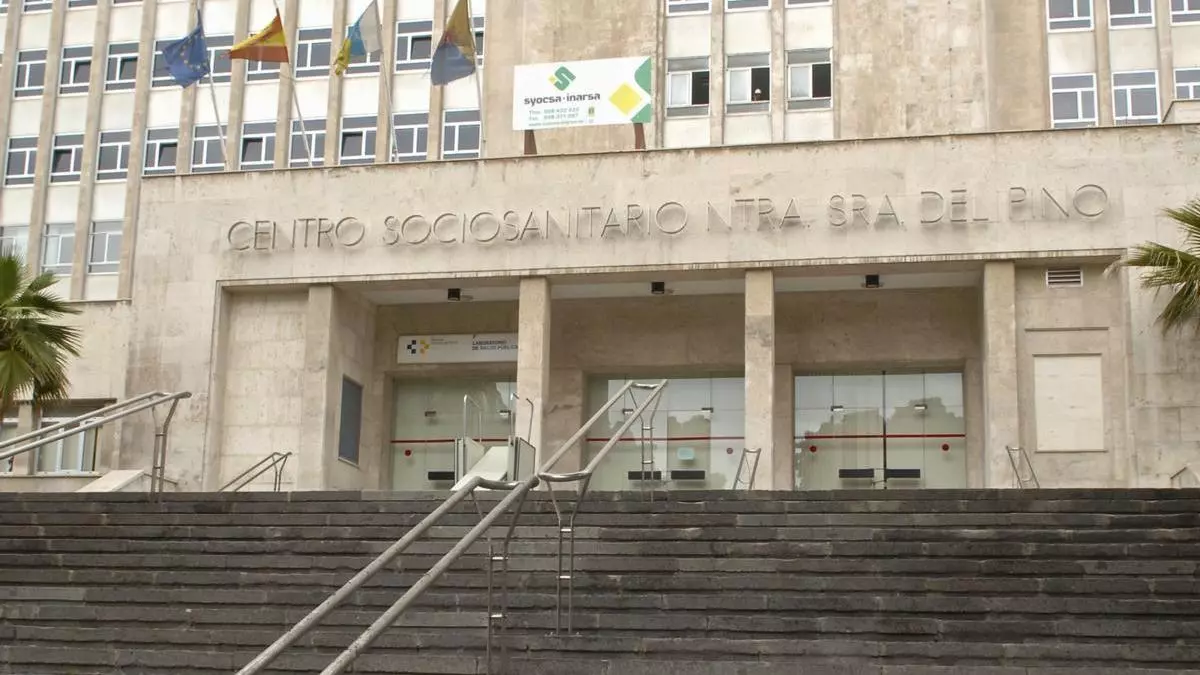 syocsa-inarsa
CENTRO SOCIOSANITARIO NTRA. SRA. DEL PINO
LABORATORIO
DE SALUD PÚBLICA